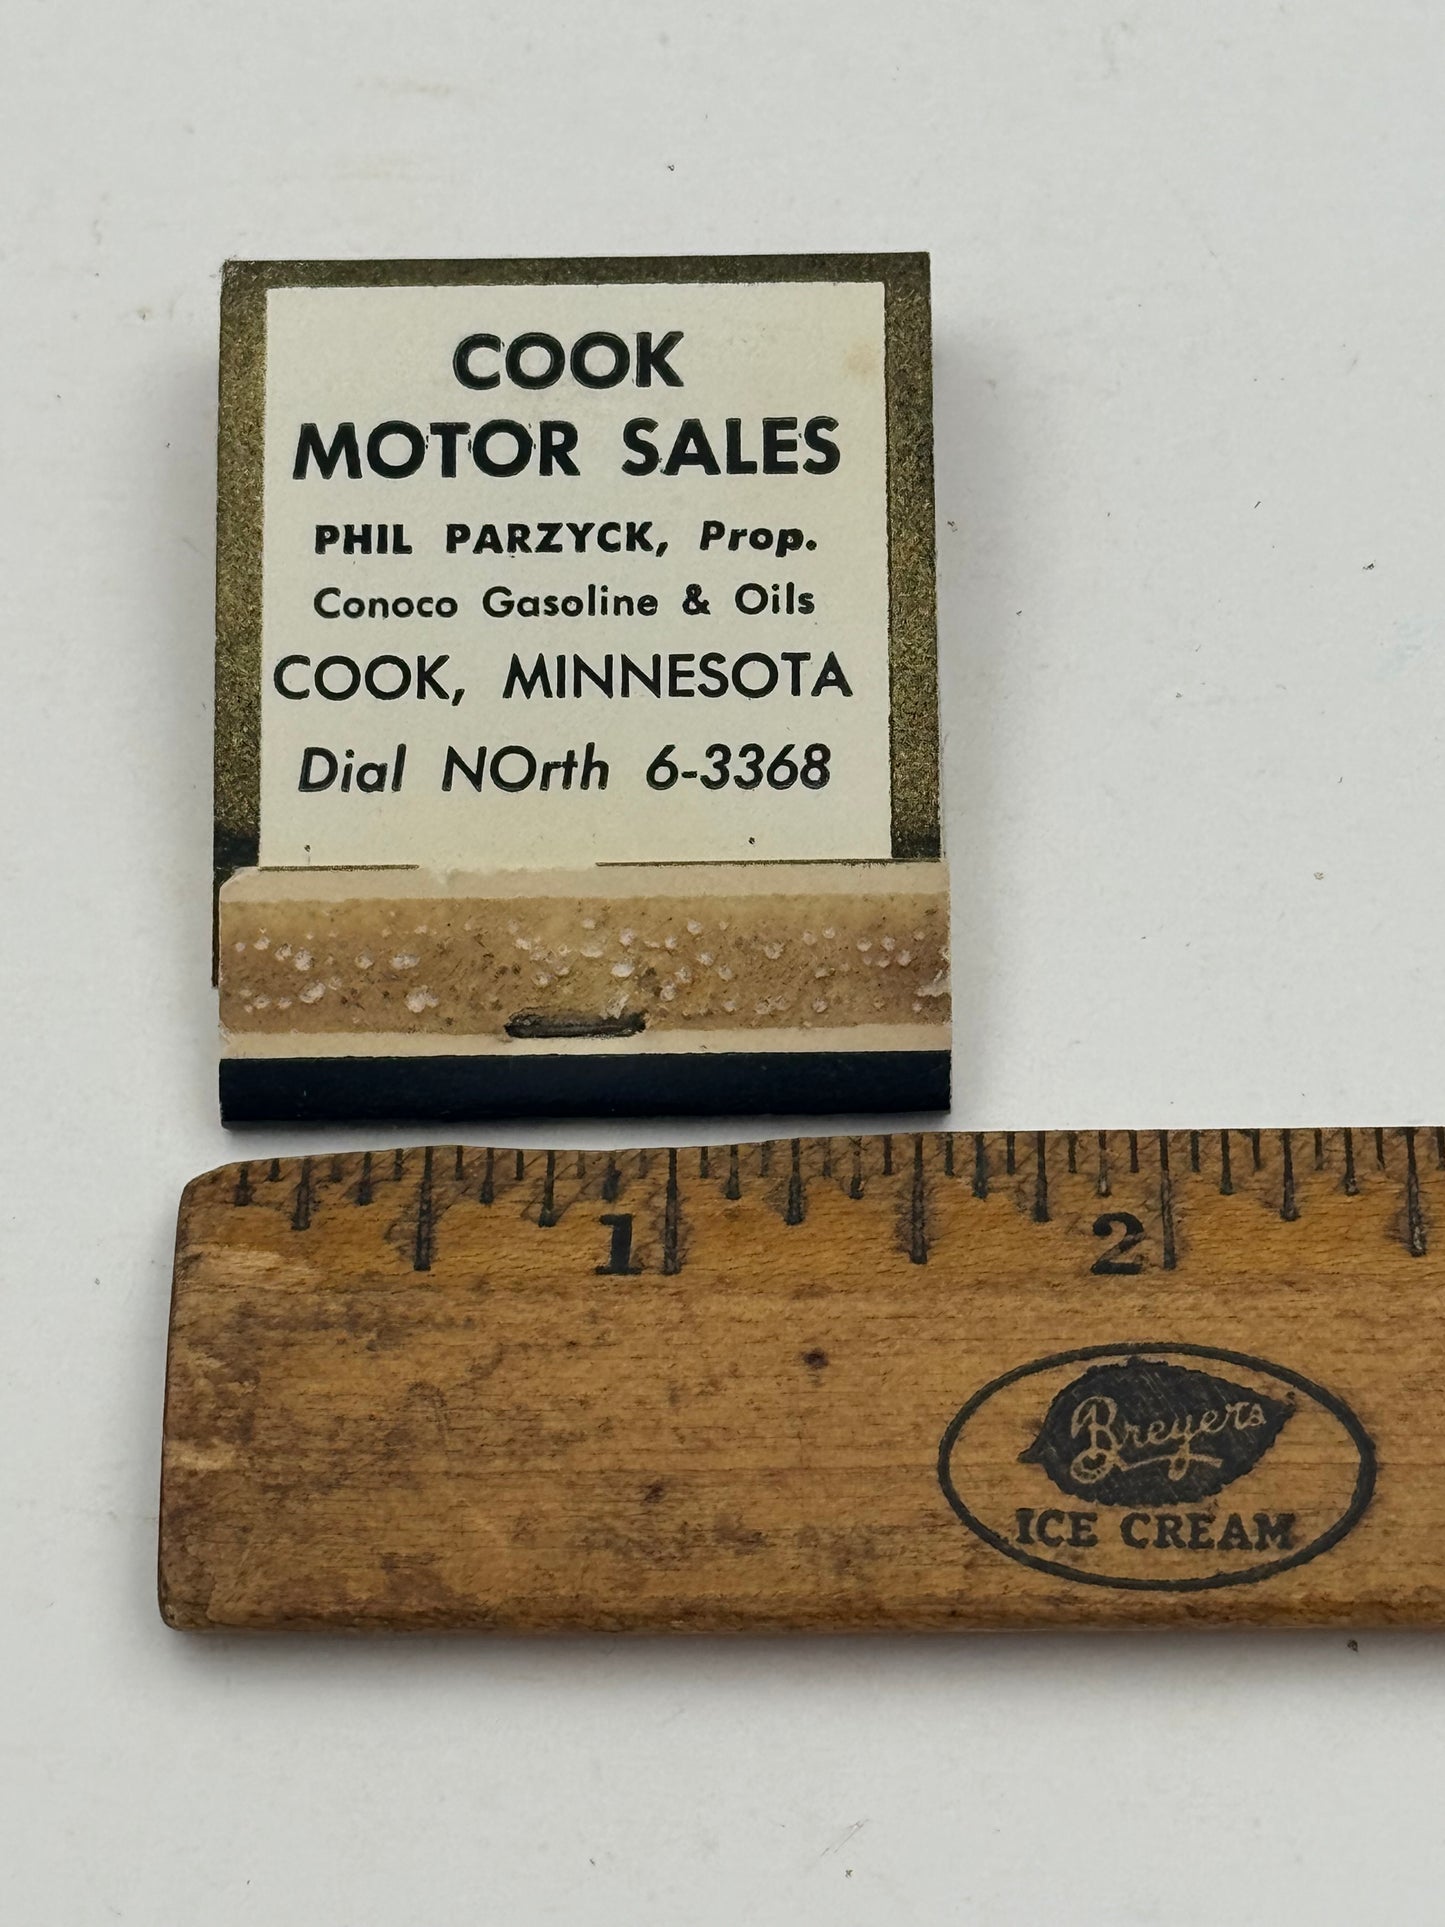 COOK
MOTOR SALES
PHIL PARZYCK, Prop.
Conoco Gasoline & Oils
COOK, MINNESOTA
Dial NOrth 6-3368
1 2
Breyers
ICE CREAM